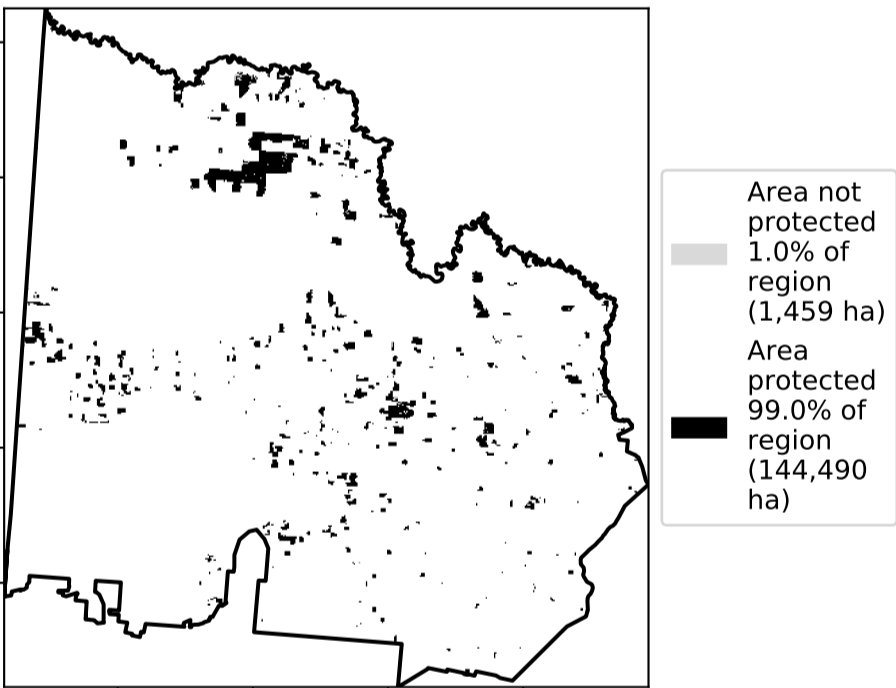 Area not
protected
1.0% of
region
(1,459 ha)
Area
protected
99.0% of
region
(144,490
ha)